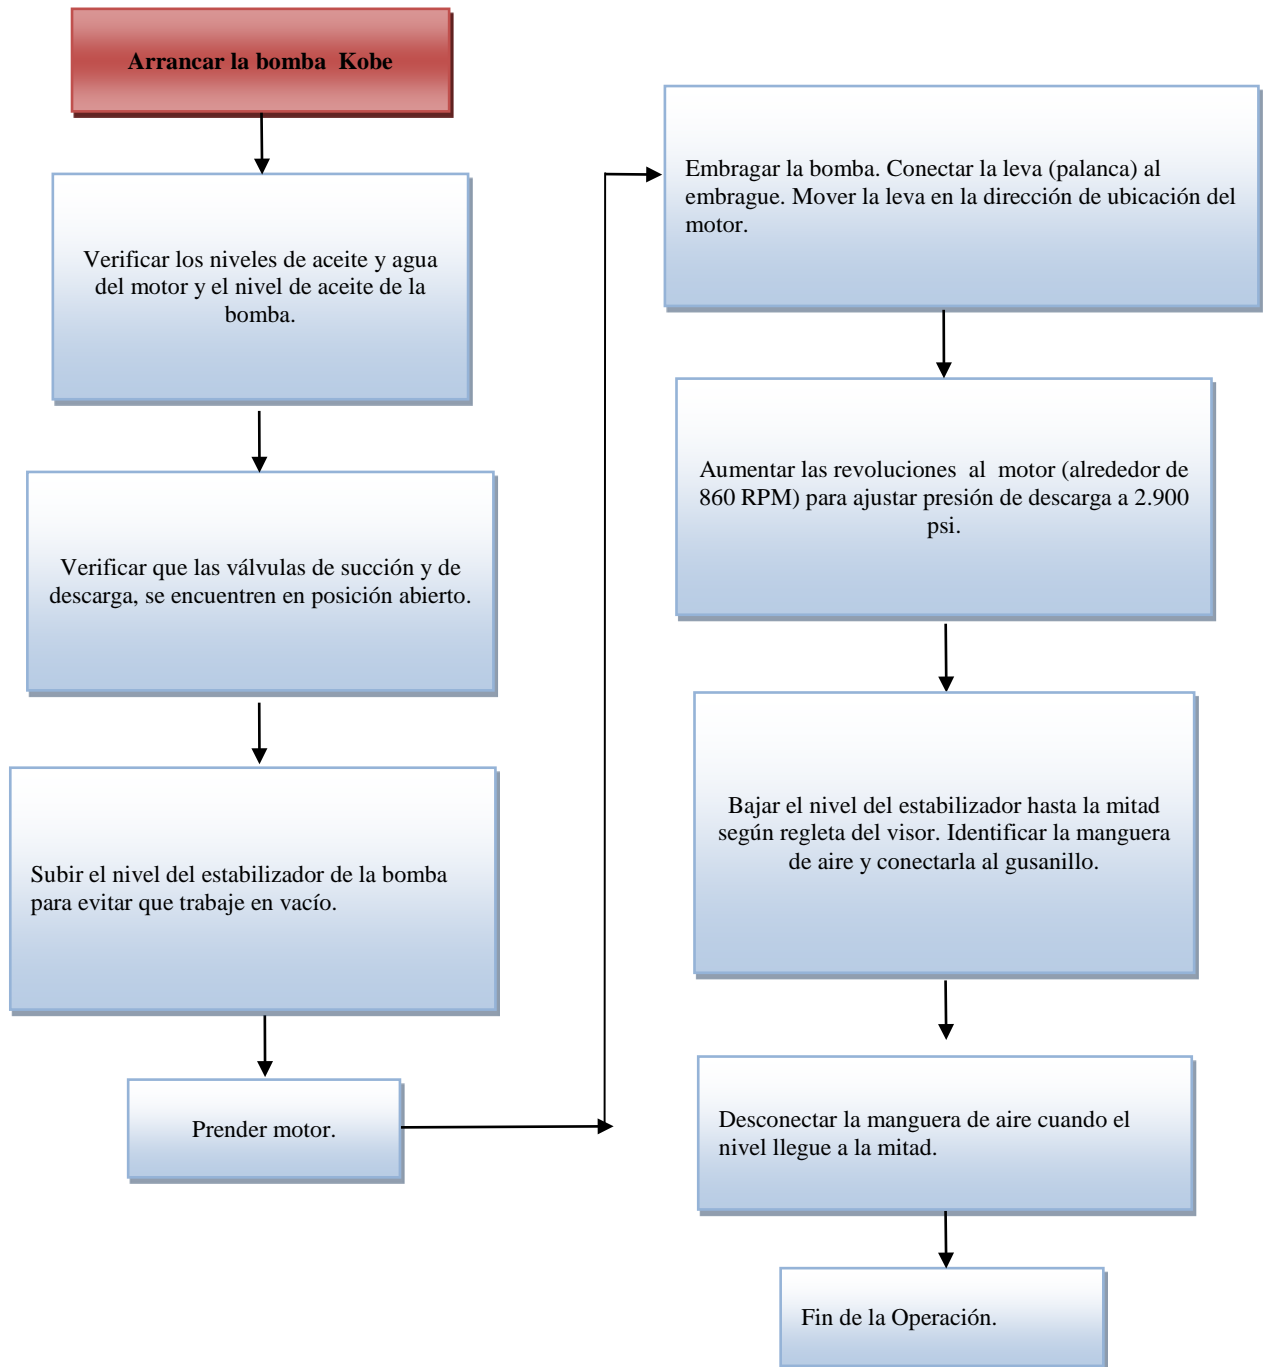 Arrancar la bomba  Kobe
Verificar los niveles de aceite y agua
del motor y el nivel de aceite de la
bomba.
Verificar que las válvulas de succión y de
descarga, se encuentren en posición abierto.
Subir el nivel del estabilizador de la bomba
para evitar que trabaje en vacío.
Prender motor.
Embragar la bomba. Conectar la leva (palanca) al
embrague. Mover la leva en la dirección de ubicación del
motor.
Aumentar las revoluciones  al  motor (alrededor de
860 RPM) para ajustar presión de descarga a 2.900
psi.
Bajar el nivel del estabilizador hasta la mitad
según regleta del visor. Identificar la manguera
de aire y conectarla al gusanillo.
Desconectar la manguera de aire cuando el
nivel llegue a la mitad.
Fin de la Operación.